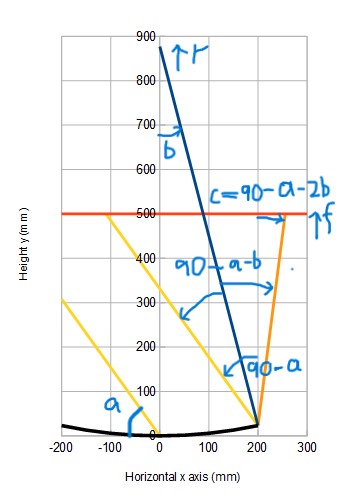 900
800
700
600
500
400
300
200
100
0
-200 -100 0 100 200 300
Height y (mm)
Horizontal x axis (mm)
r
b
c=90-a-2b
f
90-a-b
90-a
a